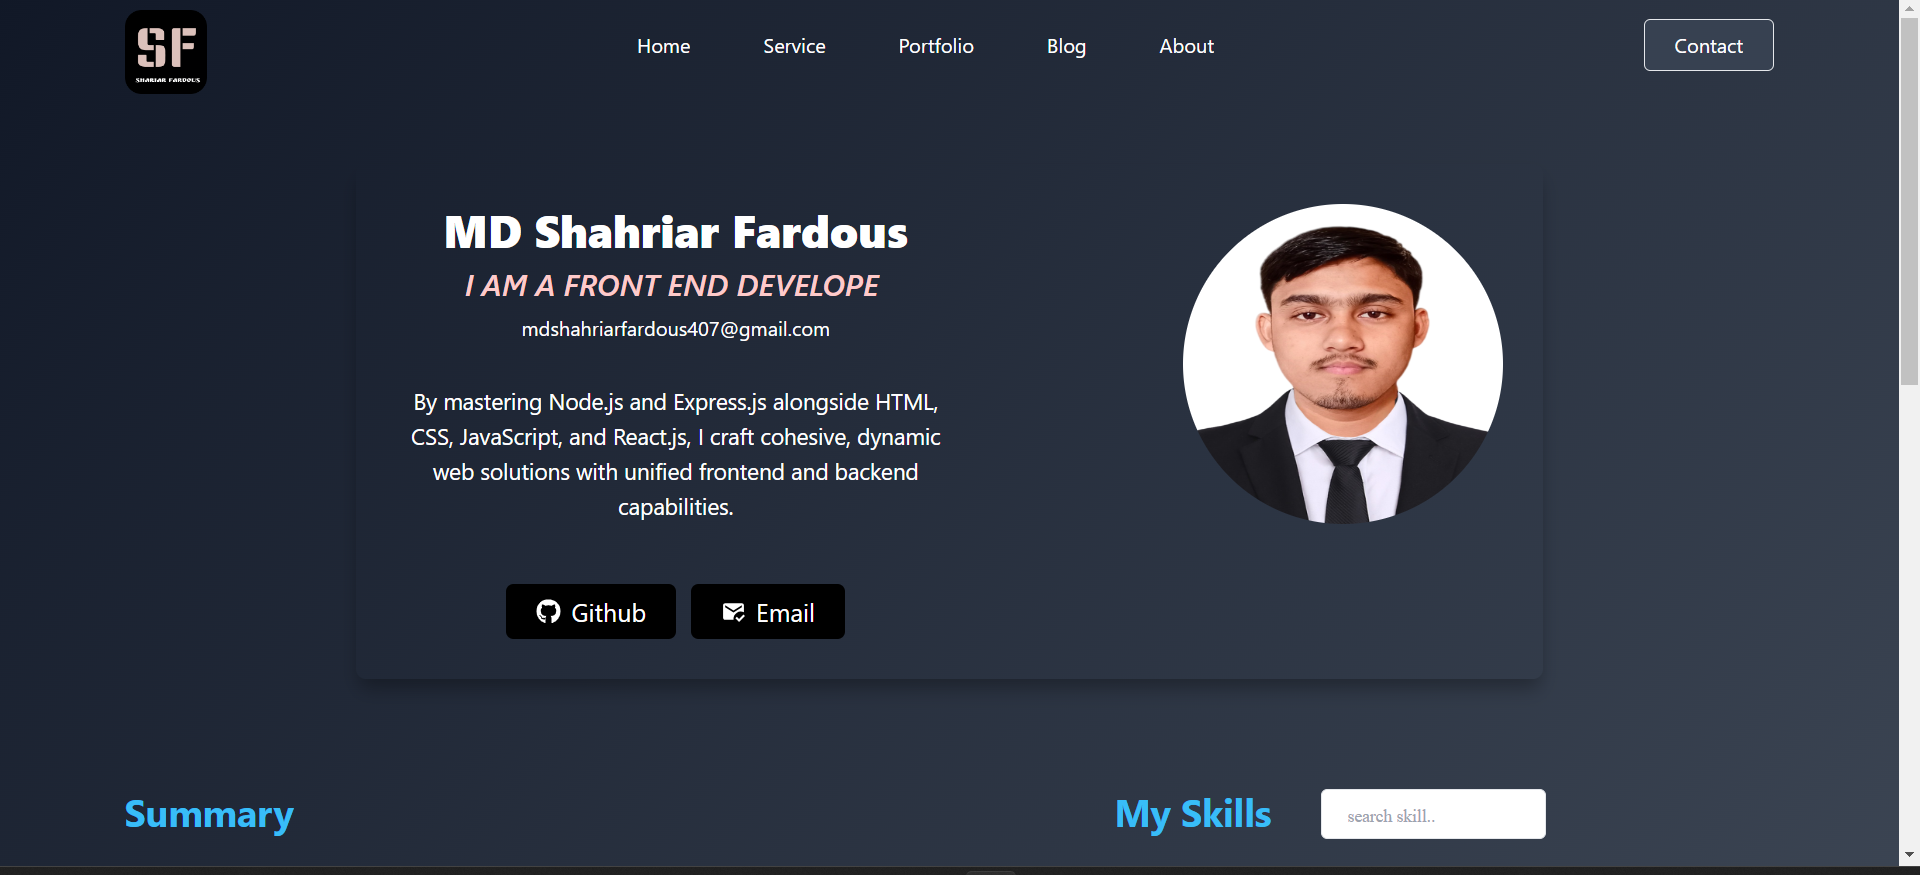 SF
SHARIAR FARDOUS
Home Service Portfolio Blog About Contact
MD Shahriar Fardous
I AM A FRONT END DEVELOPE
mdshahriarfardous407@gmail.com
By mastering Node.js and Express.js alongside HTML,
CSS, JavaScript, and React.js, I craft cohesive, dynamic
web solutions with unified frontend and backend
capabilities.
Github Email
Summary
My Skills
search skill..